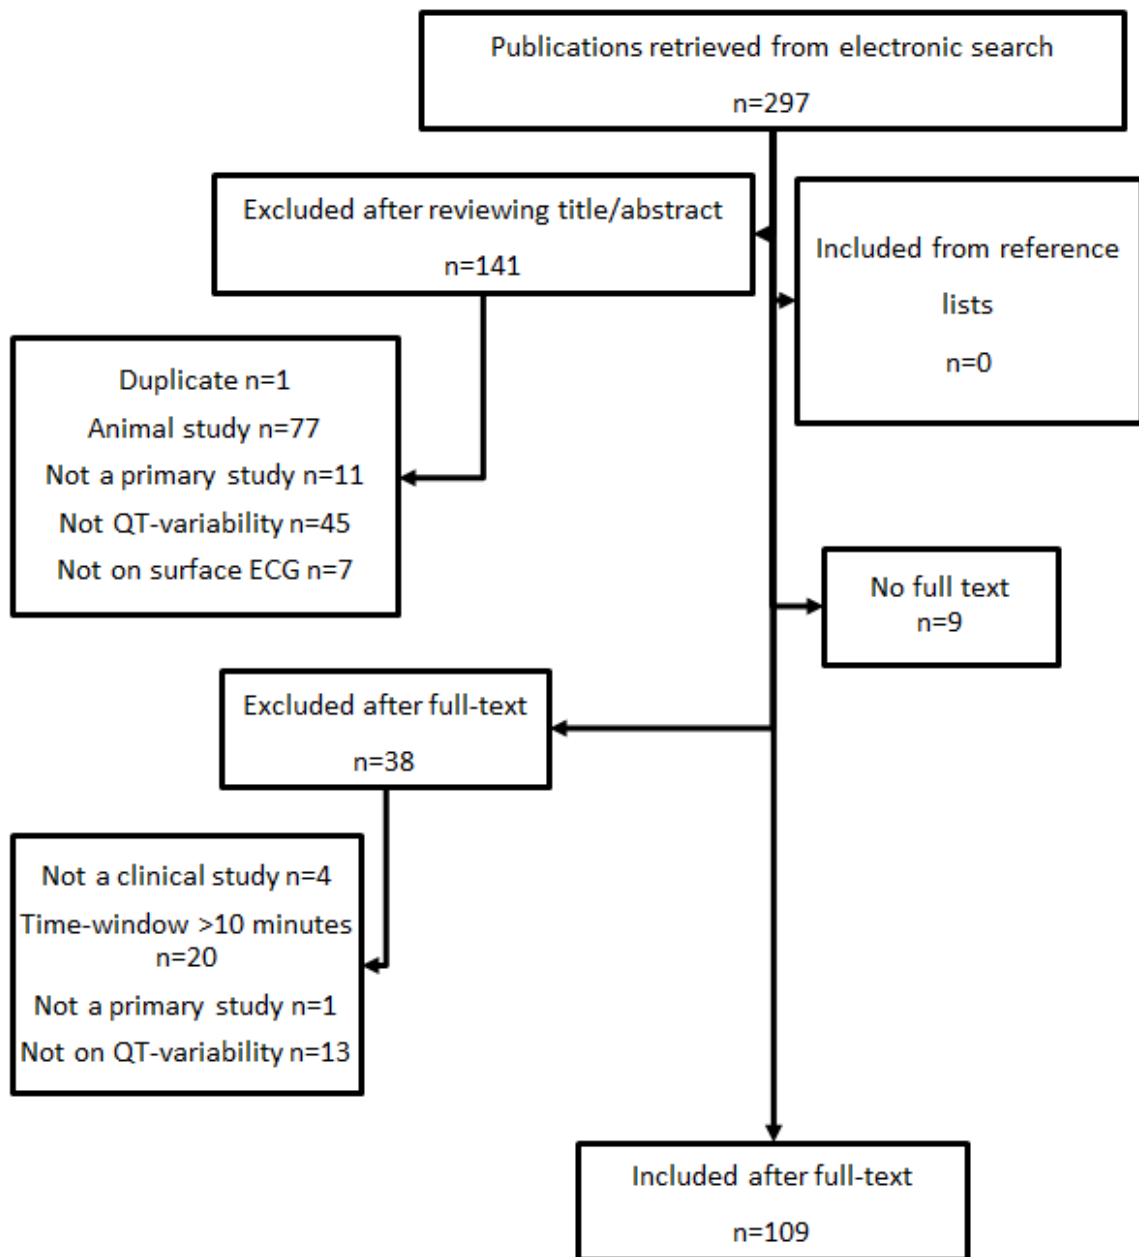 Publications retrieved from electronic search
n=297
Excluded after reviewing title/abstract
n=141
Included from reference
lists
n=0
Duplicate n=1
Animal study n=77
Not a primary study n=11
Not QT-variability n=45
Not on surface ECG n=7
No full text
n=9
Excluded after full-text
n=38
Not a clinical study n=4
Time-window >10 minutes
n=20
Not a primary study n=1
Not on QT-variability n=13
Included after full-text
n=109